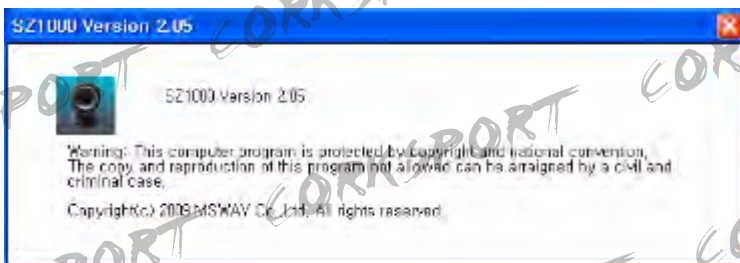 SZ1000 Version 2.05
CORKSPORT
SZ1000 Version 2.05
Warning: This computer program is protected by copyright and national convention,
The copy and reproduction of this program not allowed can be arraigned by a civil and
criminal case.
Copyright(c) 2009 MSWAY Co.,Ltd, All rights reserved